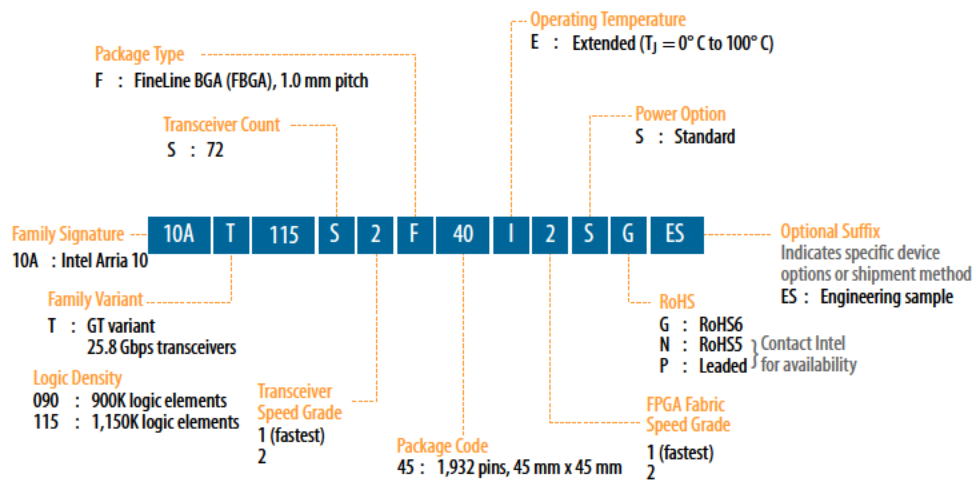 Operating Temperature
E : Extended (TJ = 0° C to 100° C)
Package Type
F : FineLine BGA (FBGA), 1.0 mm pitch
Power Option
S : Standard
Transceiver Count
S : 72
10A T 115 S 2 F 40 I 2 S G ES
Family Signature
10A : Intel Arria 10
Optional Suffix
Indicates specific device
options or shipment method
ES : Engineering sample
Family Variant
T : GT variant
25.8 Gbps transceivers
RoHS
G : RoHS6
N : RoHS5
P : Leaded
Contact Intel
for availability
Logic Density
090 : 900K logic elements
115 : 1,150K logic elements
Transceiver
Speed Grade
1 (fastest)
2
Package Code
45 : 1,932 pins, 45 mm x 45 mm
FPGA Fabric
Speed Grade
1 (fastest)
2